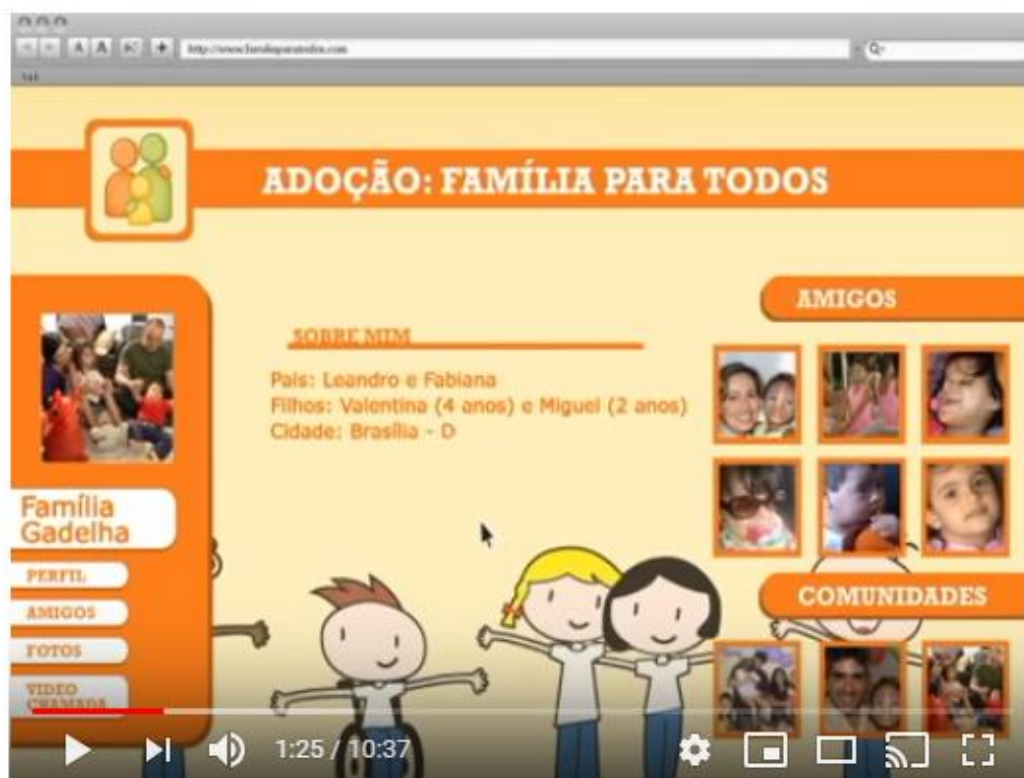 A A
ADOÇÃO: FAMÍLIA PARA TODOS
SOBRE MIM
Pais: Leandro e Fabiana
Filhos: Valentina (4 anos) e Miguel (2 anos)
Cidade: Brasília - D
Família
Gadelha
PERFIL
AMIGOS
FOTOS
VIDEO
CHAMADA
AMIGOS
COMUNIDADES
1:25 / 10:37